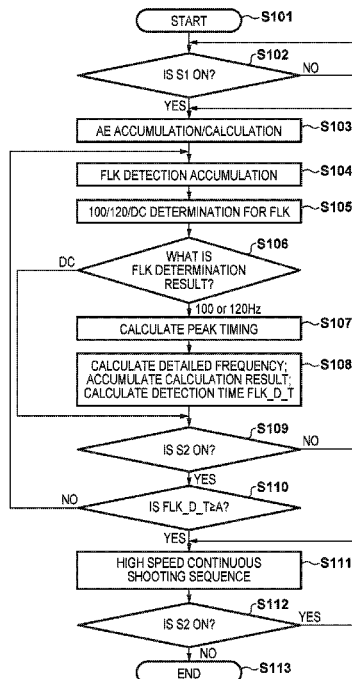 START
S101
S102
IS S1 ON?
NO
YES
AE ACCUMULATION/CALCULATION
S103
FLK DETECTION ACCUMULATION
S104
100/120/DC DETERMINATION FOR FLK
S105
S106
DC
WHAT IS
FLK DETERMINATION
RESULT?
100 or 120Hz
CALCULATE PEAK TIMING
S107
CALCULATE DETAILED FREQUENCY;
ACCUMULATE CALCULATION RESULT;
CALCULATE DETECTION TIME FLK_D_T
S108
S109
IS S2 ON?
NO
YES
S110
NO
IS FLK_D_T≥A?
YES
HIGH SPEED CONTINUOUS
SHOOTING SEQUENCE
S111
S112
IS S2 ON?
YES
NO
END
S113